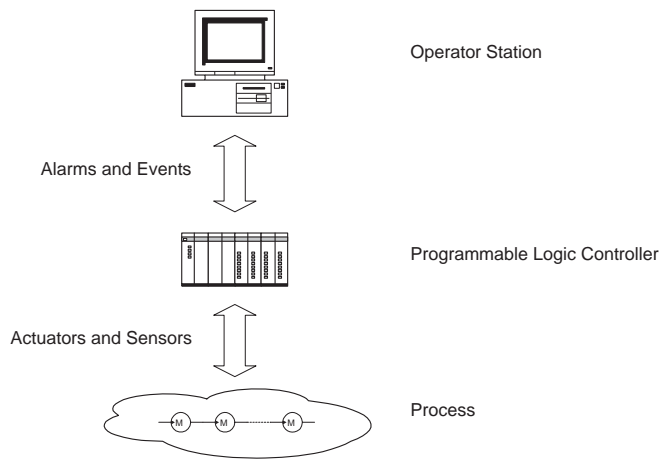 Operator Station
Alarms and Events
Programmable Logic Controller
Actuators and Sensors
Process
M M M